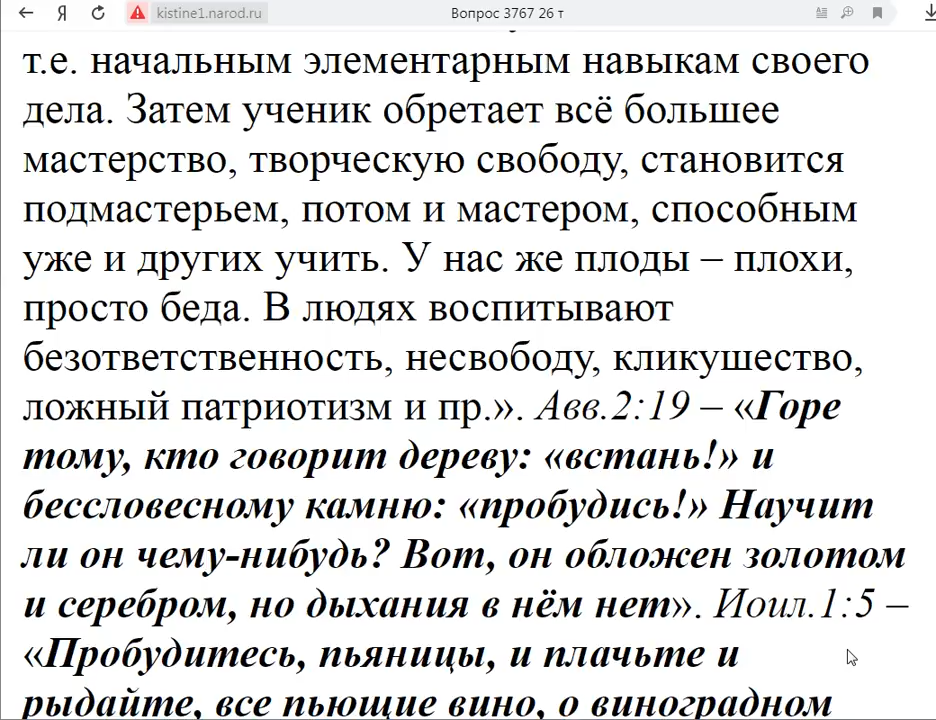 kistine1.narod.ru
Вопрос 3767 26 т
т.е. начальным элементарным навыкам своего
дела. Затем ученик обретает всё большее
мастерство, творческую свободу, становится
подмастерьем, потом и мастером, способным
уже и других учить. У нас же плоды – плохи,
просто беда. В людях воспитывают
безответственность, несвободу, кликушество,
ложный патриотизм и пр.». Авв.2:19 – «Горе
тому, кто говорит дереву: «встань!» и
бессловесному камню: «пробудись!» Научит
ли он чему-нибудь? Вот, он обложен золотом
и серебром, но дыхания в нём нет». Иоил.1:5 –
«Пробудитесь, пьяницы, и плачьте и
рыдайте, все пьющие вино, о виноградном